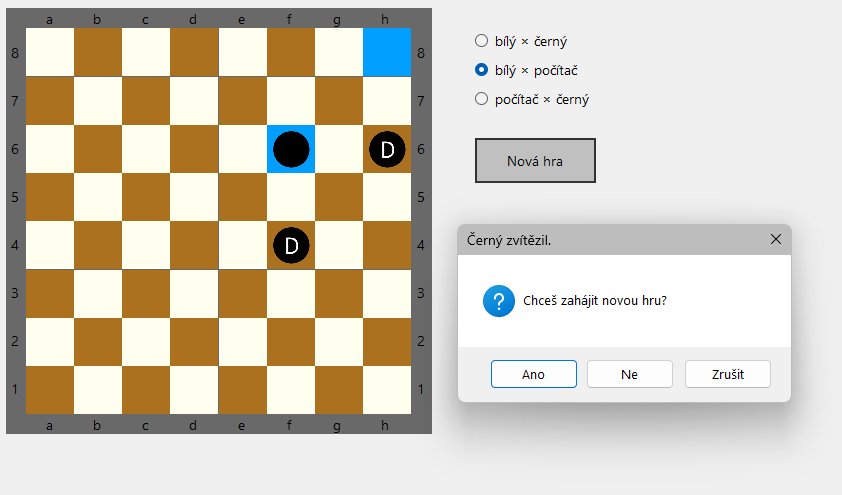 a b c d e f g h
8 8
7 7
6 D 6
5 5
4 D 4
3 3
2 2
1 1
a b c d e f g h
bílý × černý
bílý × počítač
počítač × černý
Nová hra
Černý zvítězil.
Chceš zahájit novou hru?
Ano Ne Zrušit